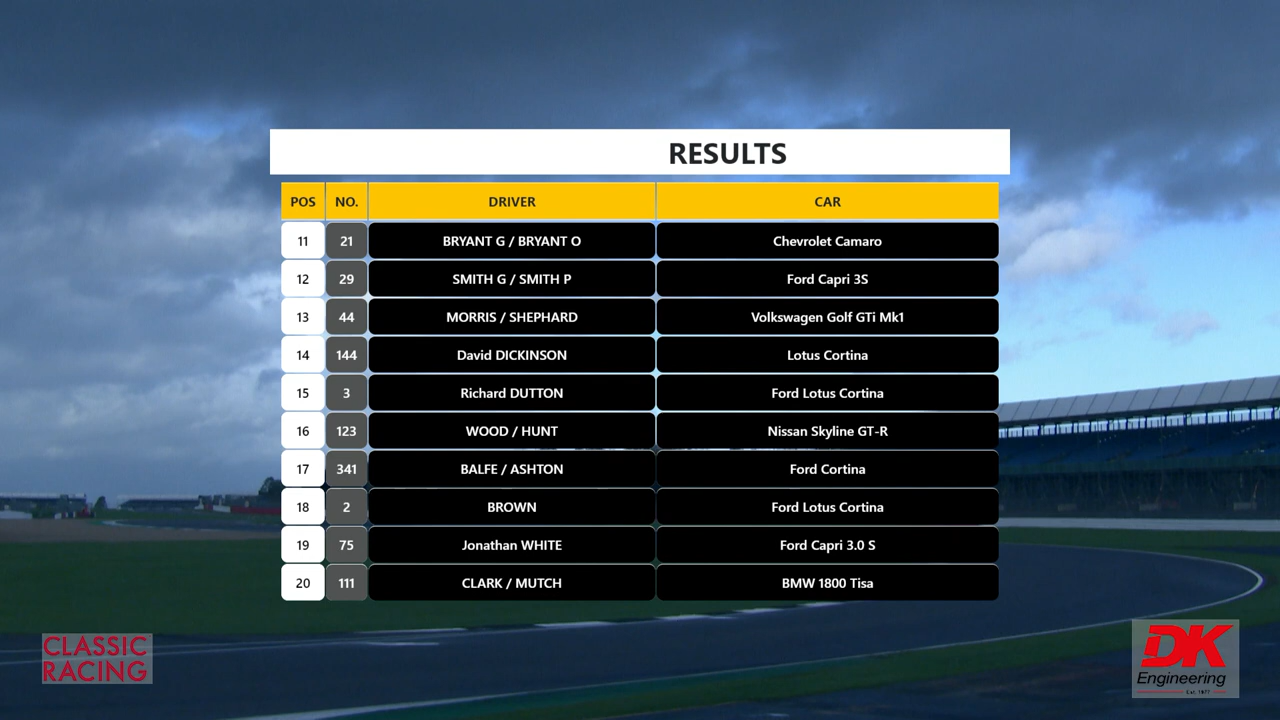 RESULTS
POS NO. DRIVER CAR
11 21 BRYANT G / BRYANT O Chevrolet Camaro
12 29 SMITH G / SMITH P Ford Capri 3S
13 44 MORRIS / SHEPHARD Volkswagen Golf GTi Mk1
14 144 David DICKINSON Lotus Cortina
15 3 Richard DUTTON Ford Lotus Cortina
16 123 WOOD / HUNT Nissan Skyline GT-R
17 341 BALFE / ASHTON Ford Cortina
18 2 BROWN Ford Lotus Cortina
19 75 Jonathan WHITE Ford Capri 3.0 S
20 111 CLARK / MUTCH BMW 1800 Tisa
CLASSIC
RACING
DK
Engineering
Est. 1977